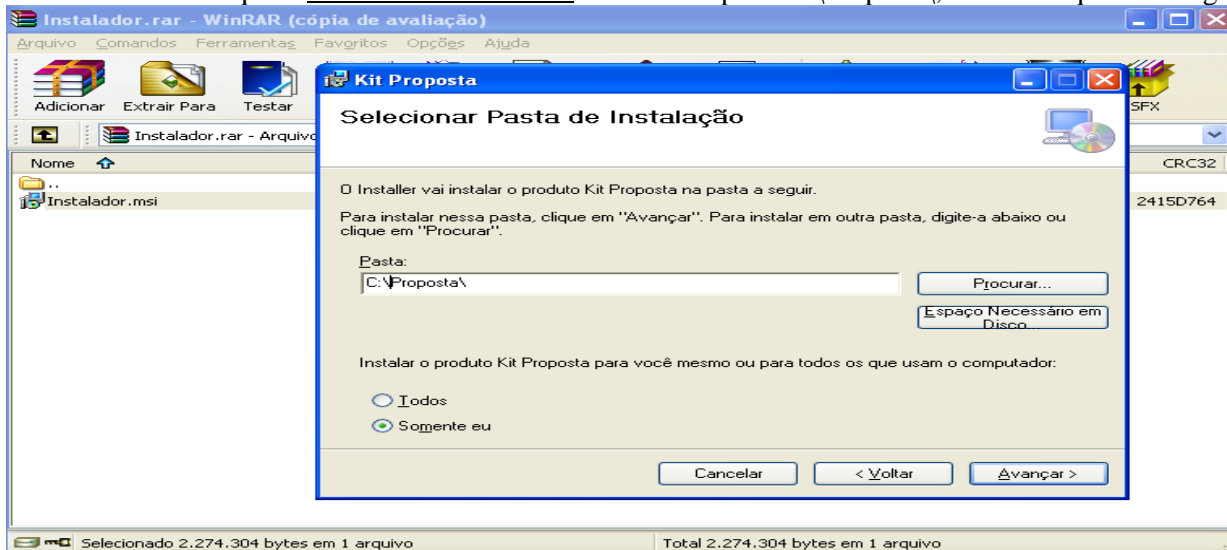 Instalador.rar - WinRAR (cópia de avaliação)
Arquivo Comandos Ferramentas Favoritos Opções Ajuda
Adicionar Extrair Para Testar SFX
Instalador.rar - Arquivo
Nome CRC32
..
Instalador.msi 2415D764
Kit Proposta
Selecionar Pasta de Instalação
O Installer vai instalar o produto Kit Proposta na pasta a seguir.
Para instalar nessa pasta, clique em "Avançar". Para instalar em outra pasta, digite-a abaixo ou
clique em "Procurar".
Pasta:
C:\Proposta\
Procurar...
Espaço Necessário em
Disco...
Instalar o produto Kit Proposta para você mesmo ou para todos os que usam o computador:
Todos
Somente eu
Cancelar < Voltar Avançar >
Selecionado 2.274.304 bytes em 1 arquivo Total 2.274.304 bytes em 1 arquivo